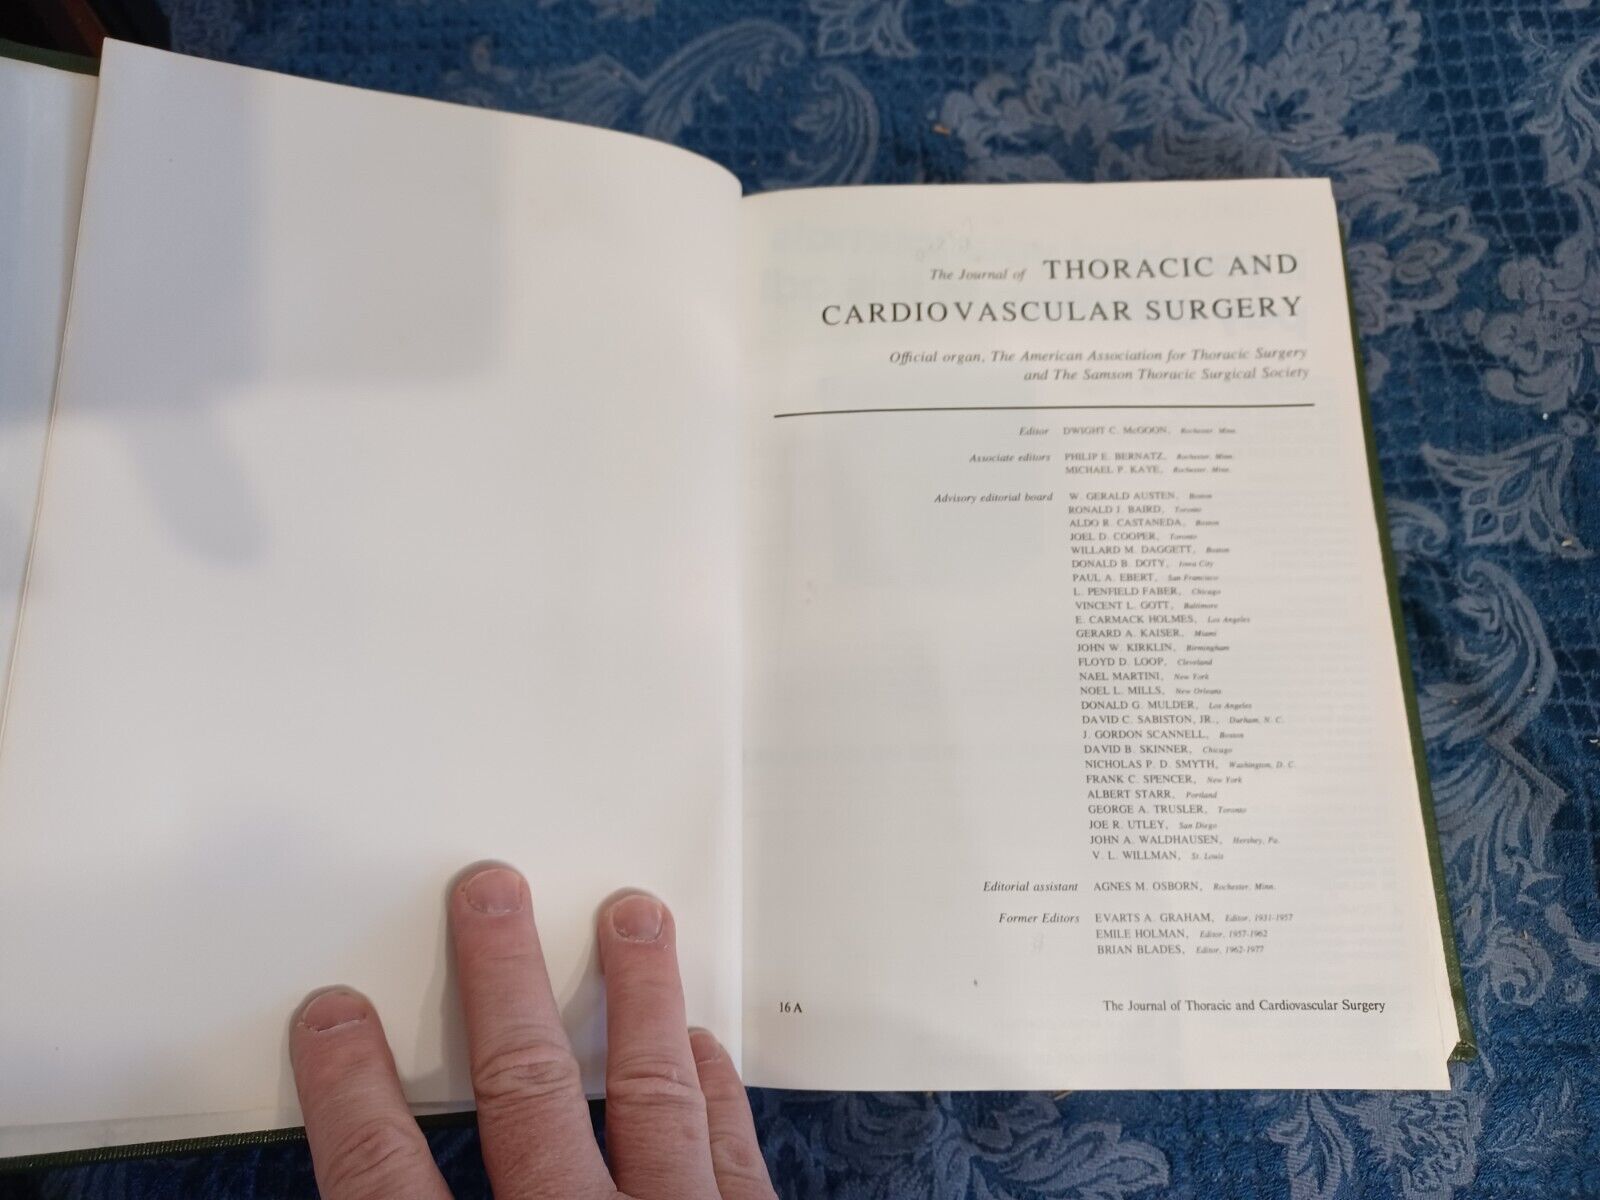 The Journal of THORACIC AND
CARDIOVASCULAR SURGERY
Official organ, The American Association for Thoracic Surgery
and The Samson Thoracic Surgical Society
Editor DWIGHT C. McGOON, Rochester, Minn.
Associate editors PHILIP E. BERNATZ, Rochester, Minn.
MICHAEL P. KAYE, Rochester, Minn.
Advisory editorial board W. GERALD AUSTEN, Boston
RONALD J. BAIRD, Toronto
ALDO R. CASTANEDA, Boston
JOEL D. COOPER, Toronto
WILLARD M. DAGGETT, Boston
DONALD B. DOTY, Iowa City
PAUL A. EBERT, San Francisco
L. PENFIELD FABER, Chicago
VINCENT L. GOTT, Baltimore
E. CARMACK HOLMES, Los Angeles
GERARD A. KAISER, Miami
JOHN W. KIRKLIN, Birmingham
FLOYD D. LOOP, Cleveland
NAEL MARTINI, New York
NOEL L. MILLS, New Orleans
DONALD G. MULDER, Los Angeles
DAVID C. SABISTON, JR., Durham, N. C.
J. GORDON SCANNELL, Boston
DAVID B. SKINNER, Chicago
NICHOLAS P. D. SMYTH, Washington, D. C.
FRANK C. SPENCER, New York
ALBERT STARR, Portland
GEORGE A. TRUSLER, Toronto
JOE R. UTLEY, San Diego
JOHN A. WALDHAUSEN, Hershey, Pa.
V. L. WILLMAN, St. Louis
Editorial assistant AGNES M. OSBORN, Rochester, Minn.
Former Editors EVARTS A. GRAHAM, Editor, 1931-1957
EMILE HOLMAN, Editor, 1957-1962
BRIAN BLADES, Editor, 1962-1977
16 A The Journal of Thoracic and Cardiovascular Surgery